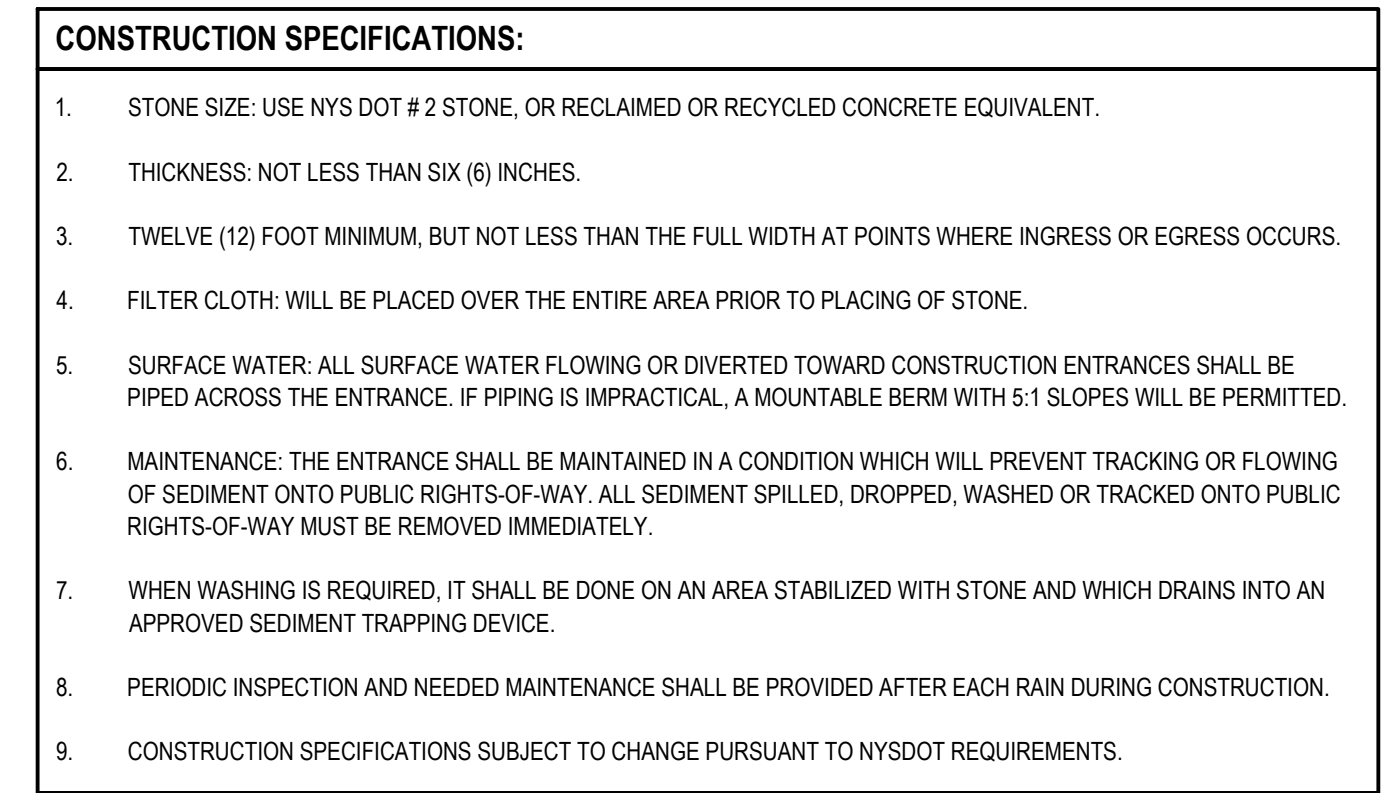 CONSTRUCTION SPECIFICATIONS:
1. STONE SIZE: USE NYS DOT # 2 STONE, OR RECLAIMED OR RECYCLED CONCRETE EQUIVALENT.
2. THICKNESS: NOT LESS THAN SIX (6) INCHES.
3. TWELVE (12) FOOT MINIMUM, BUT NOT LESS THAN THE FULL WIDTH AT POINTS WHERE INGRESS OR EGRESS OCCURS.
4. FILTER CLOTH: WILL BE PLACED OVER THE ENTIRE AREA PRIOR TO PLACING OF STONE.
5. SURFACE WATER: ALL SURFACE WATER FLOWING OR DIVERTED TOWARD CONSTRUCTION ENTRANCES SHALL BE
PIPED ACROSS THE ENTRANCE. IF PIPING IS IMPRACTICAL, A MOUNTABLE BERM WITH 5:1 SLOPES WILL BE PERMITTED.
6. MAINTENANCE: THE ENTRANCE SHALL BE MAINTAINED IN A CONDITION WHICH WILL PREVENT TRACKING OR FLOWING
OF SEDIMENT ONTO PUBLIC RIGHTS-OF-WAY. ALL SEDIMENT SPILLED, DROPPED, WASHED OR TRACKED ONTO PUBLIC
RIGHTS-OF-WAY MUST BE REMOVED IMMEDIATELY.
7. WHEN WASHING IS REQUIRED, IT SHALL BE DONE ON AN AREA STABILIZED WITH STONE AND WHICH DRAINS INTO AN
APPROVED SEDIMENT TRAPPING DEVICE.
8. PERIODIC INSPECTION AND NEEDED MAINTENANCE SHALL BE PROVIDED AFTER EACH RAIN DURING CONSTRUCTION.
9. CONSTRUCTION SPECIFICATIONS SUBJECT TO CHANGE PURSUANT TO NYSDOT REQUIREMENTS.